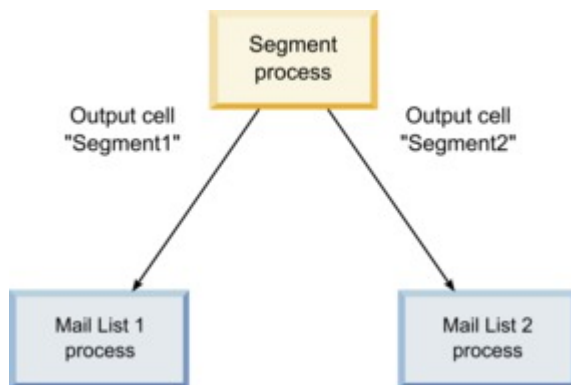 Segment
process
Output cell
"Segment1"
Output cell
"Segment2"
Mail List 1
process
Mail List 2
process